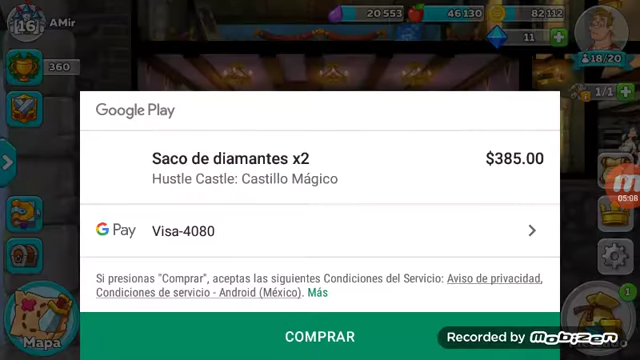 AMir
16
20 553
46 130
82 112
11
18/20
360
1/1
Google Play
Saco de diamantes x2
$385.00
Hustle Castle: Castillo Mágico
G Pay Visa-4080
05:08
Si presionas "Comprar", aceptas las siguientes Condiciones del Servicio: Aviso de privacidad,
Condiciones de servicio - Android (México). Más
COMPRAR
Mapa
1
Recorded by Mobizen